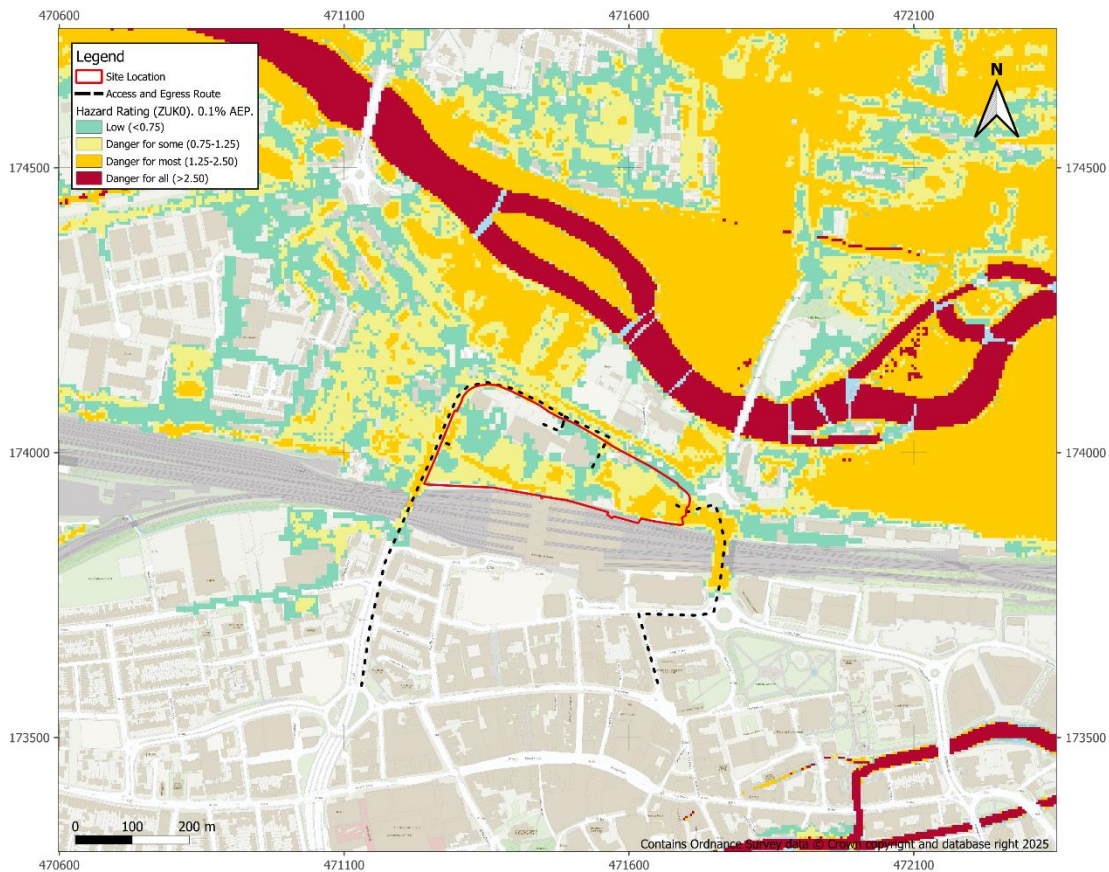 470600 471100 471600 472100
Legend
Site Location
Access and Egress Route
Hazard Rating (ZUK0). 0.1% AEP.
Low (<0.75)
Danger for some (0.75-1.25)
Danger for most (1.25-2.50)
Danger for all (>2.50)
N
174500 174500
174000 174000
173500 173500
0 100 200 m
Contains Ordnance Survey data © Crown copyright and database right 2025
470600 471100 471600 472100